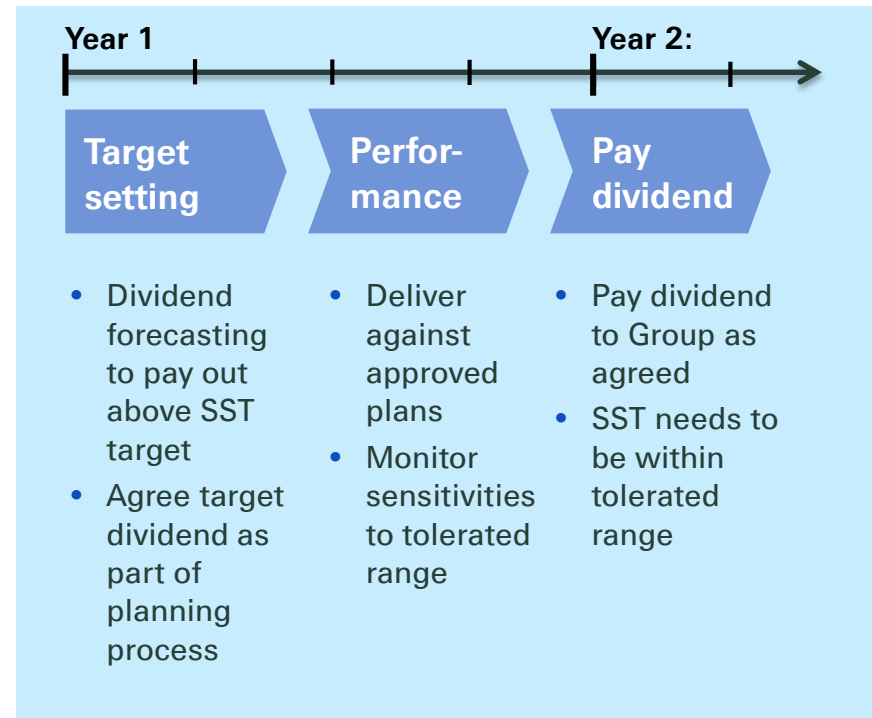 Year 1
Year 2:
Target
setting
Perfor-
mance
Pay
dividend
• Dividend
forecasting
to pay out
above SST
target
• Agree target
dividend as
part of
planning
process
• Deliver
against
approved
plans
• Monitor
sensitivities
to tolerated
range
• Pay dividend
to Group as
agreed
• SST needs to
be within
tolerated
range